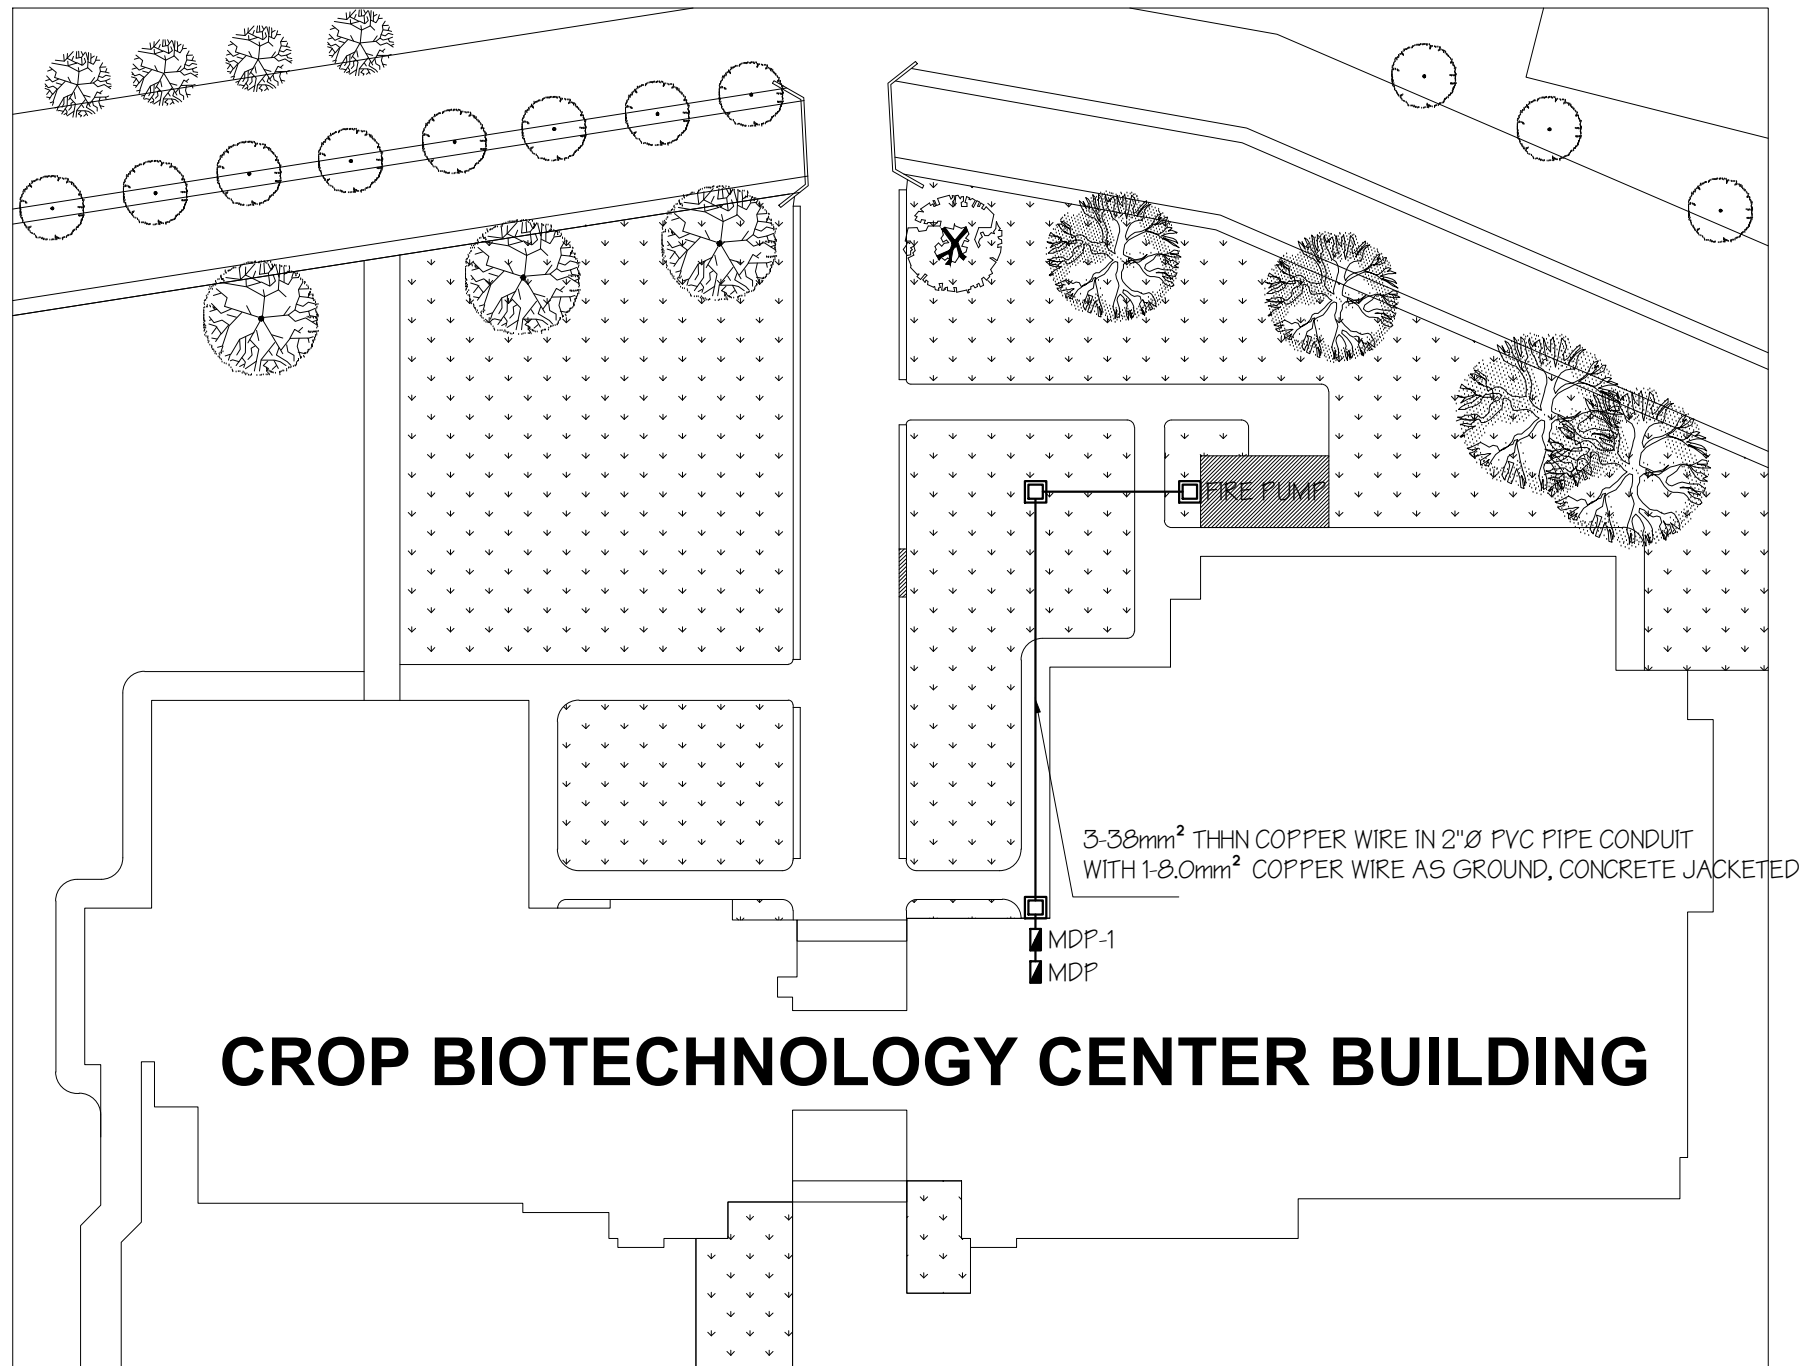 FIRE PUMP
3-38mm² THHN COPPER WIRE IN 2"Ø PVC PIPE CONDUIT
WITH 1-8.0mm² COPPER WIRE AS GROUND, CONCRETE JACKETED
MDP-1
MDP
CROP BIOTECHNOLOGY CENTER BUILDING